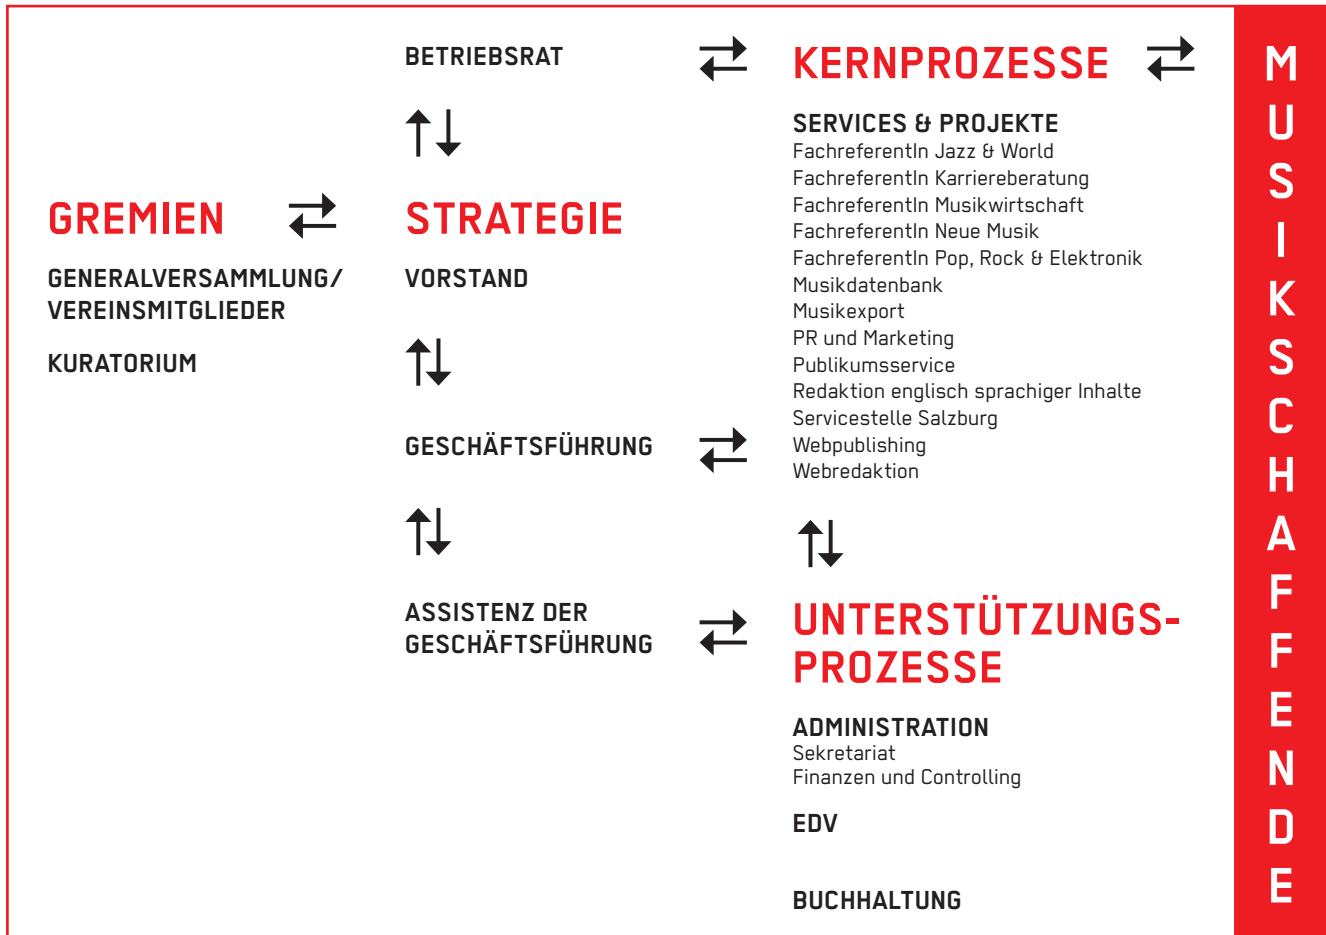 BETRIEBSRAT
GREMIEN
GENERALVERSAMMLUNG/
VEREINSMITGLIEDER
KURATORIUM
STRATEGIE
VORSTAND
GESCHÄFTSFÜHRUNG
ASSISTENZ DER
GESCHÄFTSFÜHRUNG
KERNPROZESSE
SERVICES & PROJEKTE
FachreferentIn Jazz & World
FachreferentIn Karriereberatung
FachreferentIn Musikwirtschaft
FachreferentIn Neue Musik
FachreferentIn Pop, Rock & Elektronik
Musikdatenbank
Musikexport
PR und Marketing
Publikumsservice
Redaktion englisch sprachiger Inhalte
Servicestelle Salzburg
Webpublishing
Webredaktion
UNTERSTÜTZUNGS-
PROZESSE
ADMINISTRATION
Sekretariat
Finanzen und Controlling
EDV
BUCHHALTUNG
MUSIKSCHAFFENDE